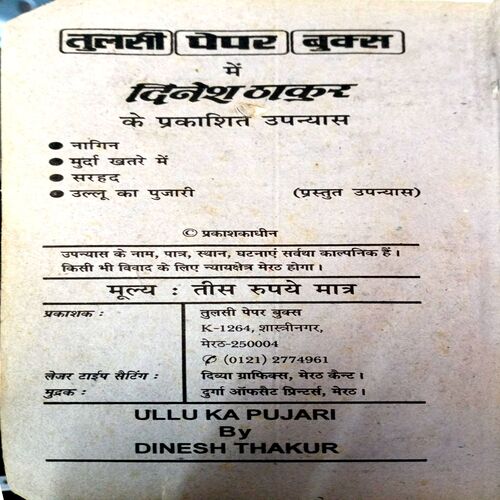 तुलसी पेपर बुक्स
में
दिनेश ठाकुर
के प्रकाशित उपन्यास
● नागिन
● मुर्दा खतरे में
● सरहद
● उल्लू का पुजारी (प्रस्तुत उपन्यास)
© प्रकाशकाधीन
उपन्यास के नाम, पात्र, स्थान, घटनाएं सर्वथा काल्पनिक हैं ।
किसी भी विवाद के लिए न्यायक्षेत्र मेरठ होगा ।
मूल्य : तीस रुपये मात्र
प्रकाशक : तुलसी पेपर बुक्स
K-1264, शास्त्रीनगर,
मेरठ-250004
✆ (0121) 2774961
लेजर टाईप सैटिंग : दिव्या ग्राफिक्स, मेरठ कैन्ट ।
मुद्रक : दुर्गा ऑफसैट प्रिन्टर्स, मेरठ ।
ULLU KA PUJARI
By
DINESH THAKUR